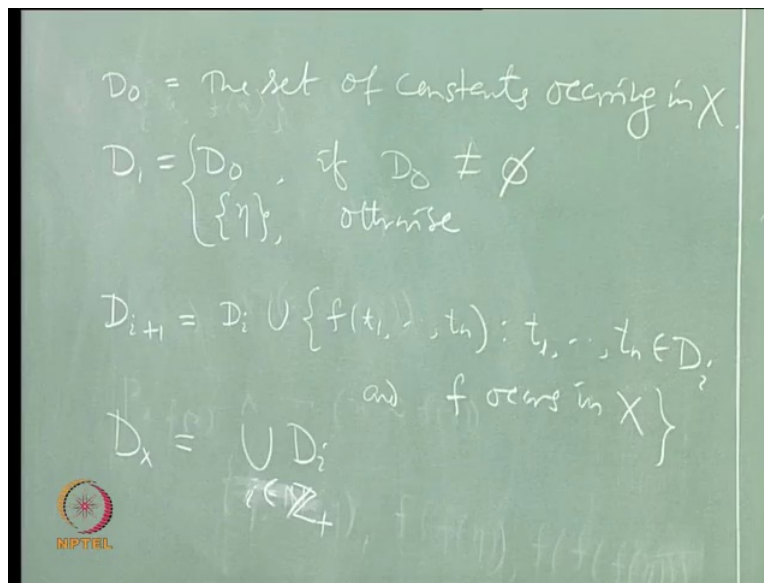 D₀ = The set of constants occurring in X.
D₁ = { D₀, if D₀ ≠ ∅
{η}, otherwise
Dᵢ₊₁ = Dᵢ ∪ { f(t₁, ..., tₙ) : t₁, ..., tₙ ∈ Dᵢ
and f occurs in X }
Dₓ = ∪ Dᵢ
i ∈ ℤ₊
NPTEL